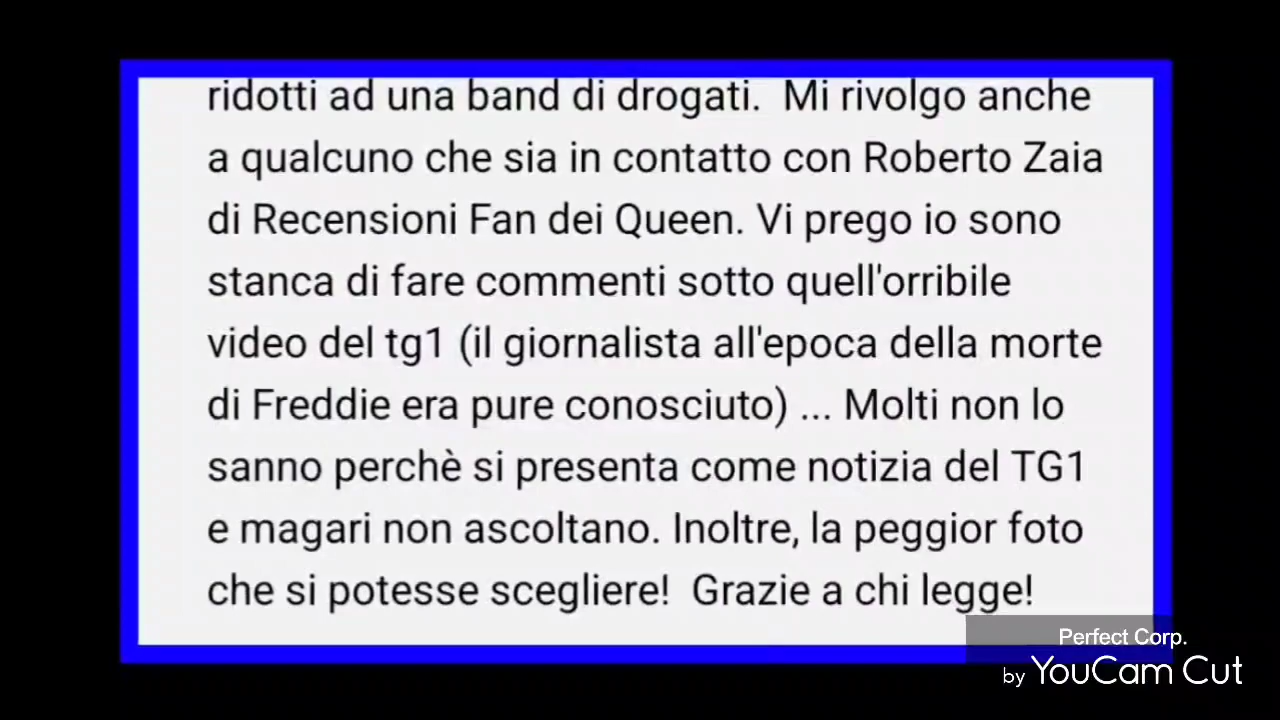 ridotti ad una band di drogati.  Mi rivolgo anche
a qualcuno che sia in contatto con Roberto Zaia
di Recensioni Fan dei Queen. Vi prego io sono
stanca di fare commenti sotto quell'orribile
video del tg1 (il giornalista all'epoca della morte
di Freddie era pure conosciuto) ... Molti non lo
sanno perchè si presenta come notizia del TG1
e magari non ascoltano. Inoltre, la peggior foto
che si potesse scegliere!  Grazie a chi legge!
Perfect Corp.
by YouCam Cut